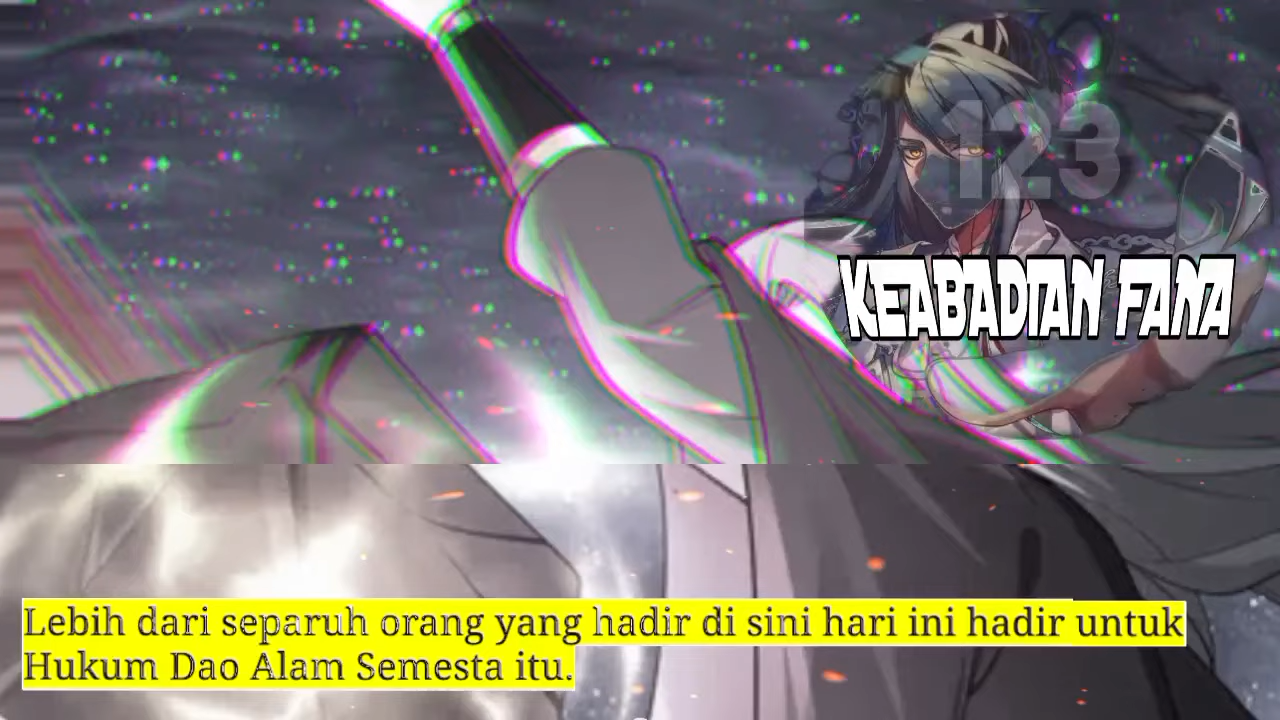 123
KEABADIAN FANA
Lebih dari separuh orang yang hadir di sini hari ini hadir untuk
Hukum Dao Alam Semesta itu.